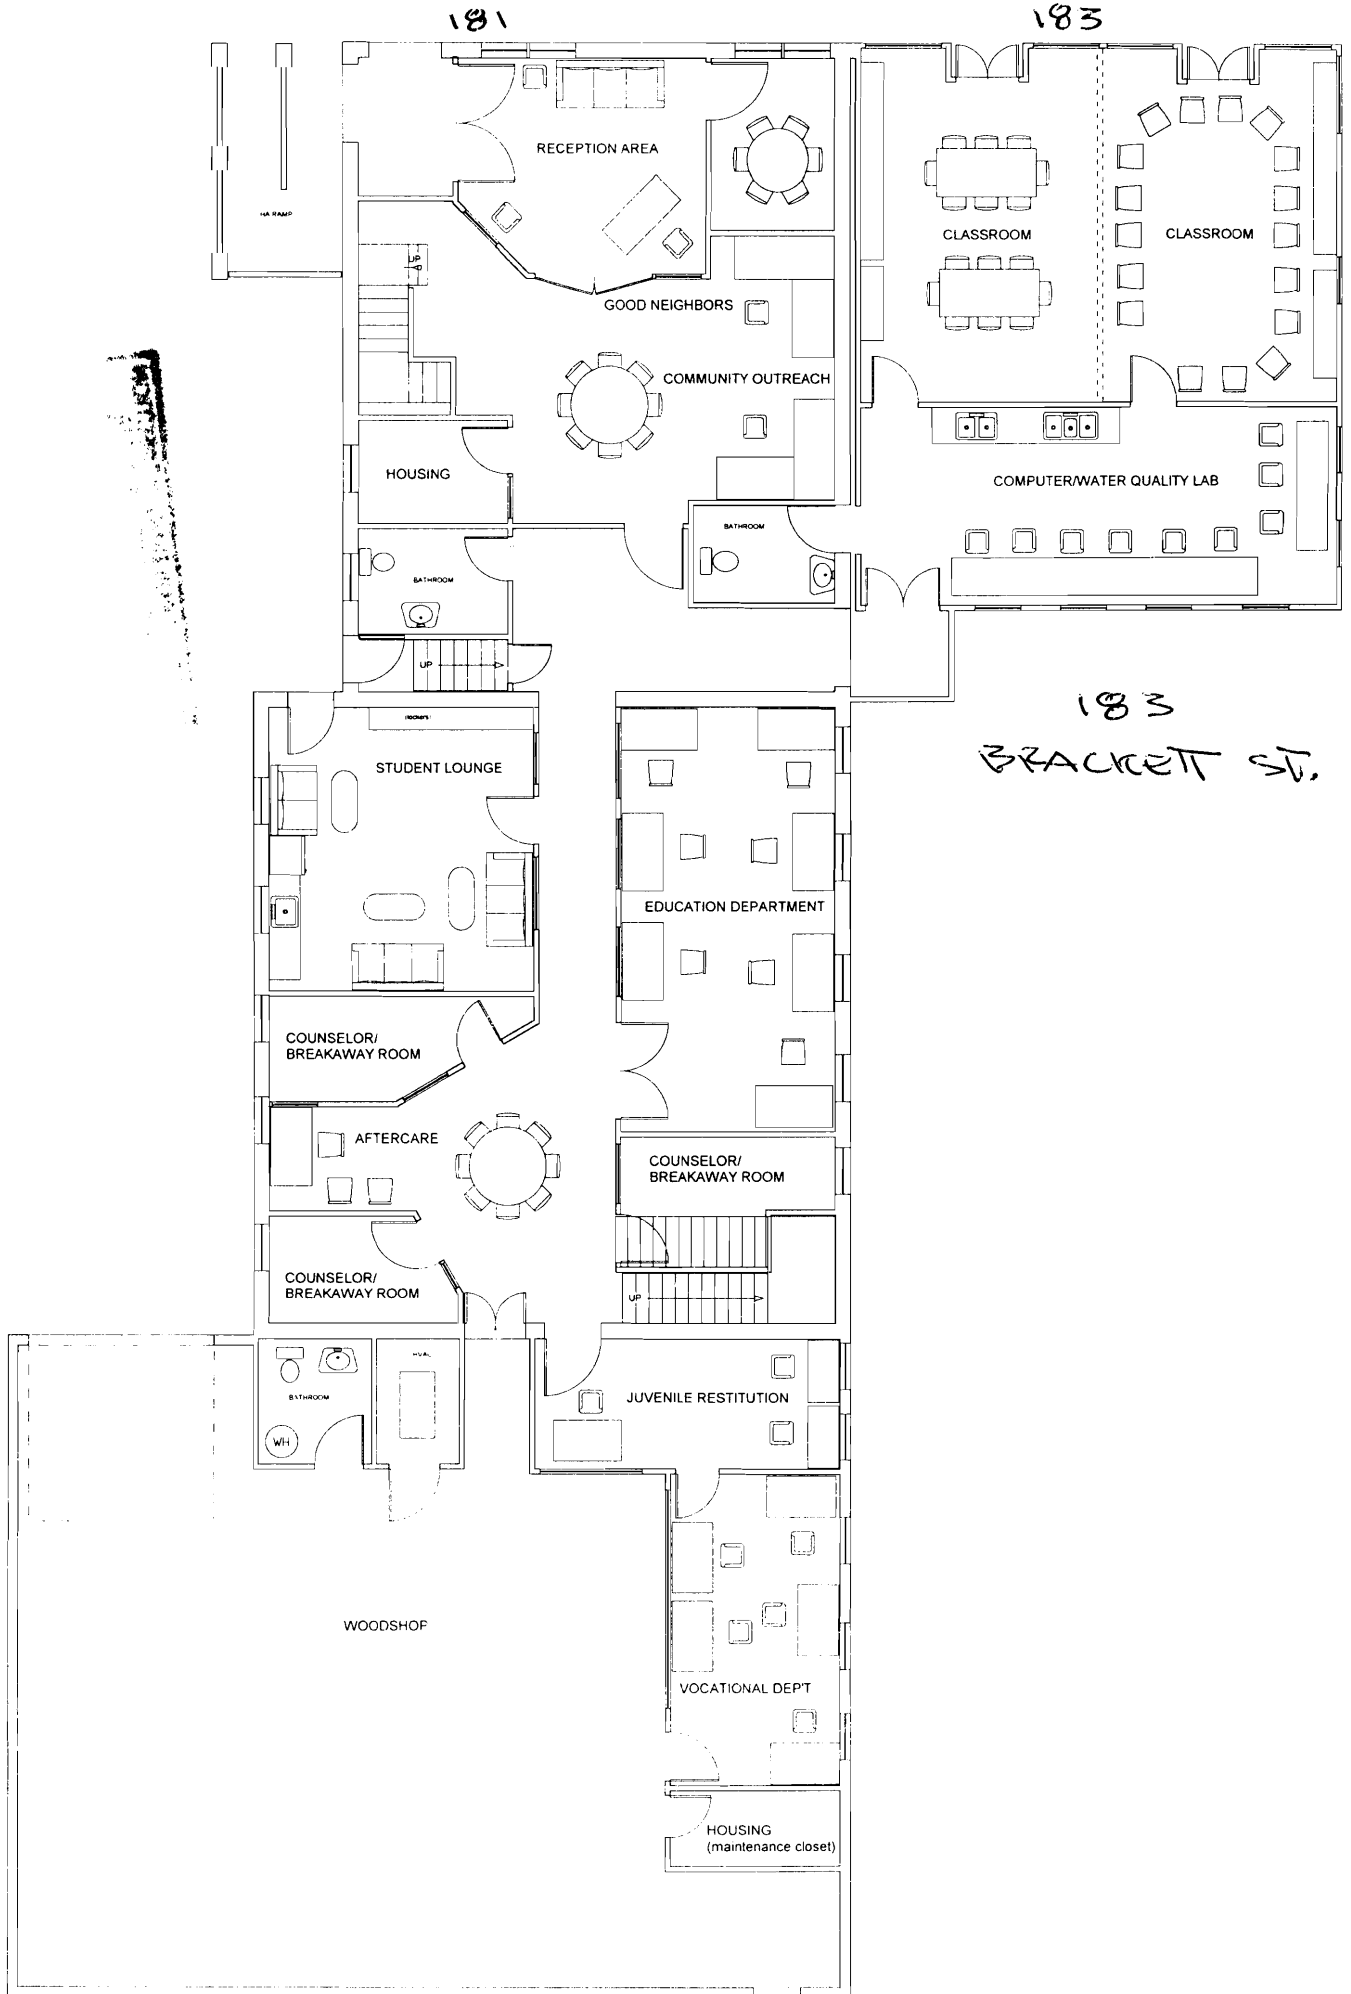 181
183
RECEPTION AREA
HA RAMP
CLASSROOM
CLASSROOM
UP
GOOD NEIGHBORS
COMMUNITY OUTREACH
HOUSING
COMPUTER/WATER QUALITY LAB
BATHROOM
BATHROOM
UP
183
BRACKETT ST.
(lockers)
STUDENT LOUNGE
EDUCATION DEPARTMENT
COUNSELOR/
BREAKAWAY ROOM
AFTERCARE
COUNSELOR/
BREAKAWAY ROOM
COUNSELOR/
BREAKAWAY ROOM
UP
HVAC
BATHROOM
JUVENILE RESTITUTION
WH
WOODSHOP
VOCATIONAL DEP'T
HOUSING
(maintenance closet)